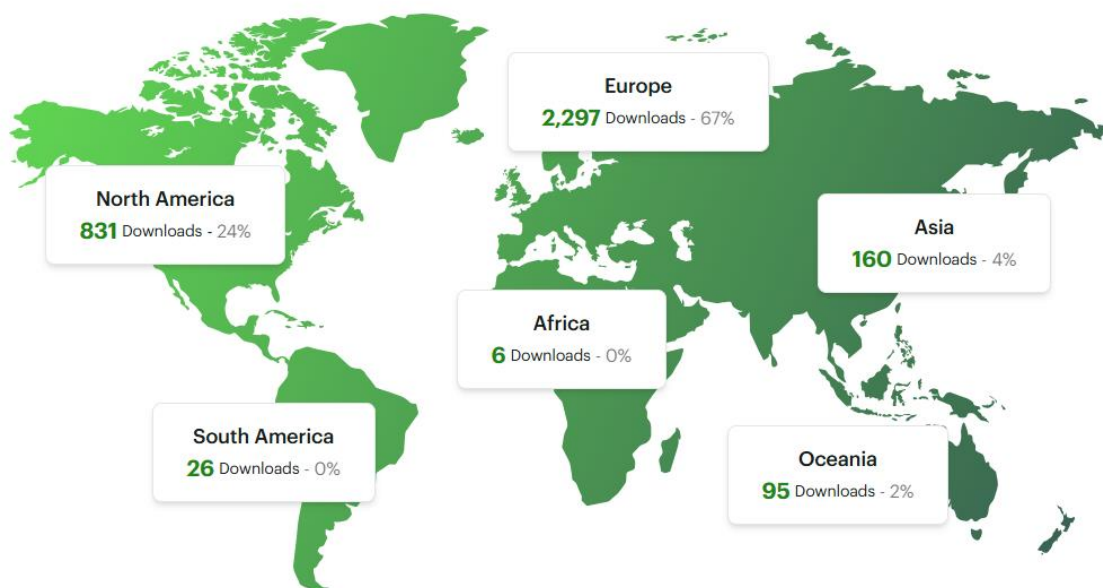 Europe
2,297 Downloads - 67%
North America
831 Downloads - 24%
Asia
160 Downloads - 4%
Africa
6 Downloads - 0%
South America
26 Downloads - 0%
Oceania
95 Downloads - 2%